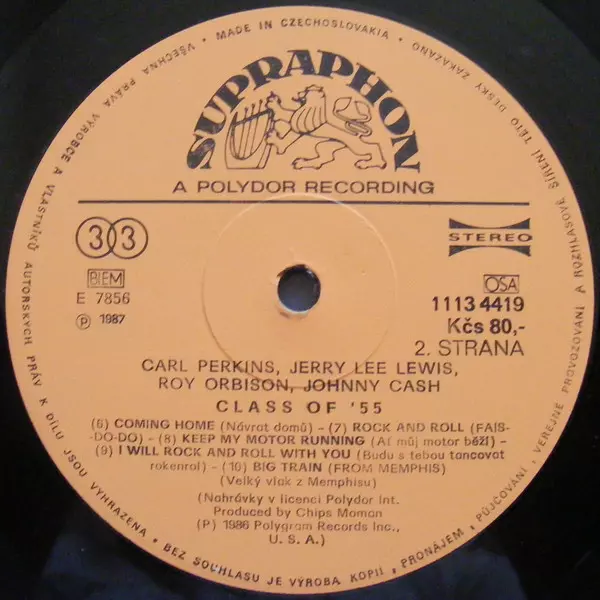 • MADE IN CZECHOSLOVAKIA •
VŠECHNA PRÁVA VÝROBCE A VLASTNÍKŮ AUTORSKÝCH PRÁV K DÍLU JSOU VYHRAZENA • BEZ SOUHLASU JE VÝROBA KOPIÍ, PRONÁJEM, PŮJČOVÁNÍ, VEŘEJNÉ PROVOZOVÁNÍ A ROZHLASOVÉ ŠÍŘENÍ TÉTO DESKY ZAKÁZÁNO
SUPRAPHON
A POLYDOR RECORDING
33
STEREO
BIEM
E 7856
Ⓟ 1987
OSA
1113 4419
Kčs 80,-
2. STRANA
CARL PERKINS, JERRY LEE LEWIS,
ROY ORBISON, JOHNNY CASH
CLASS OF '55
(6) COMING HOME (Návrat domů) - (7) ROCK AND ROLL (FAIS-
DO-DO) - (8) KEEP MY MOTOR RUNNING (Ať můj motor běží) -
(9) I WILL ROCK AND ROLL WITH YOU (Budu s tebou tancovat
rokenrol) - (10) BIG TRAIN (FROM MEMPHIS)
(Velký vlak z Memphisu)
(Nahrávky v licenci Polydor Int.
Produced by Chips Moman
(P) 1986 Polygram Records Inc.,
U. S. A.)